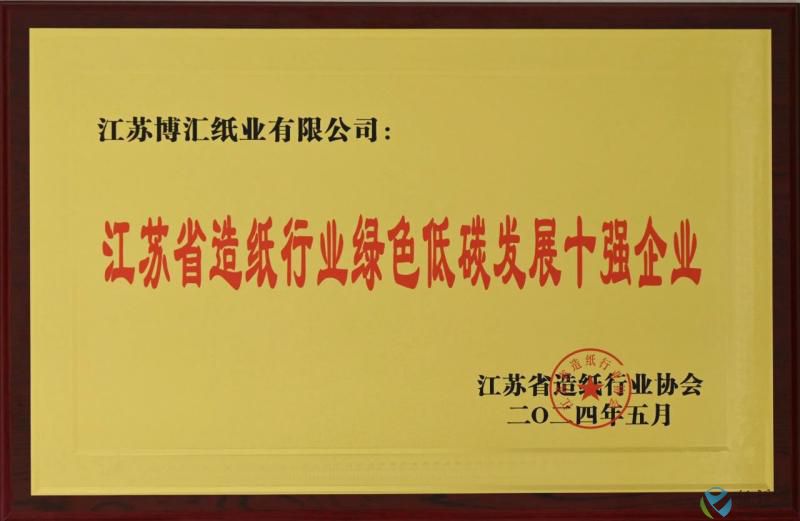 江苏博汇纸业有限公司：
江苏省造纸行业绿色低碳发展十强企业
江苏省造纸行业协会
二〇二四年五月